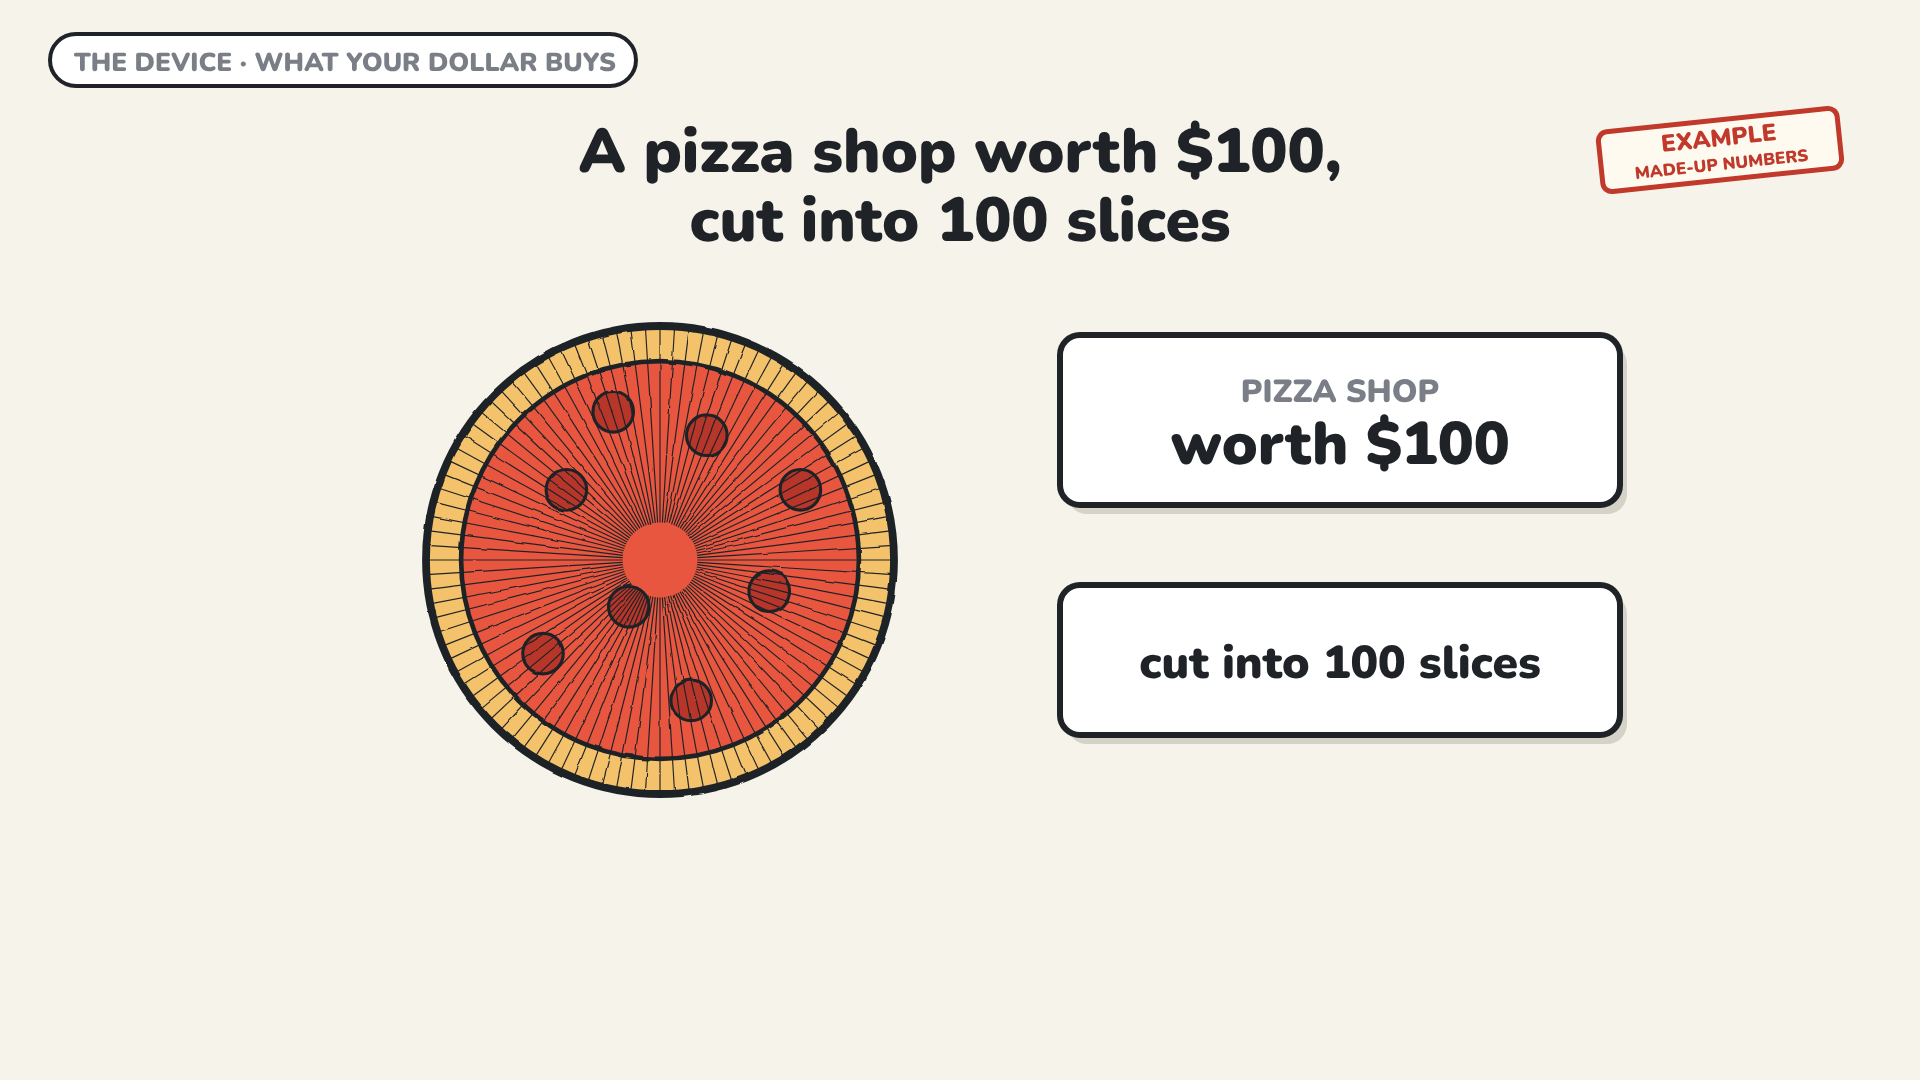 THE DEVICE · WHAT YOUR DOLLAR BUYS
A pizza shop worth $100,
cut into 100 slices
EXAMPLE
MADE-UP NUMBERS
PIZZA SHOP
worth $100
cut into 100 slices